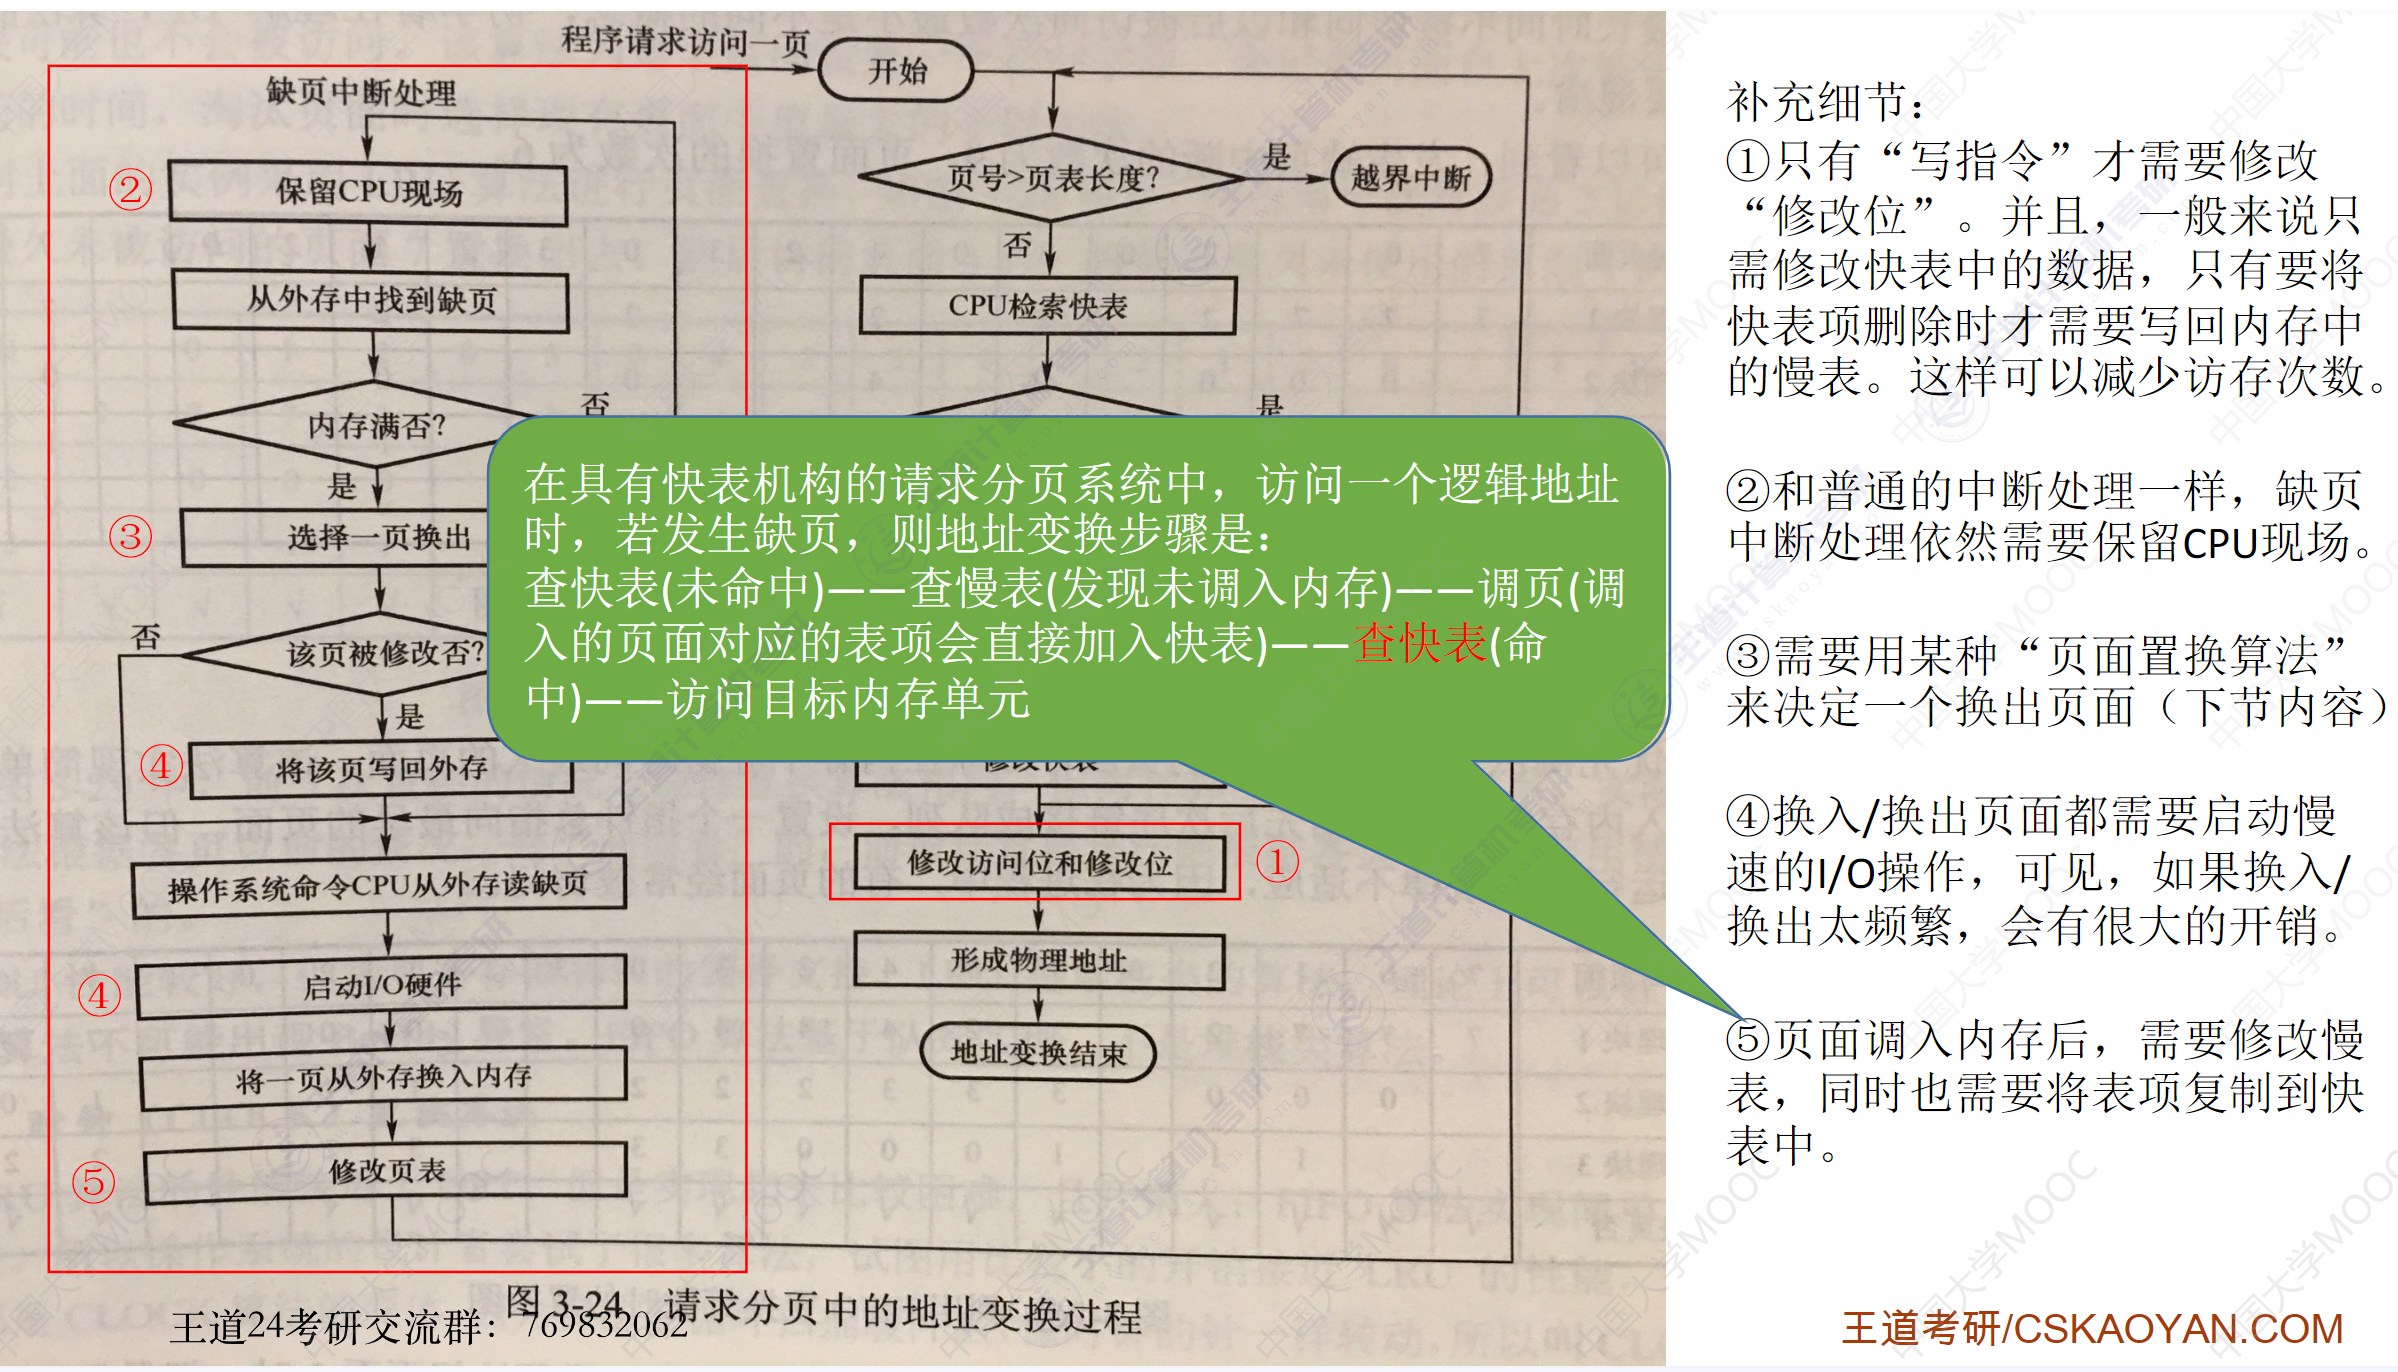 程序请求访问一页
开始
缺页中断处理
② 保留CPU现场
从外存中找到缺页
内存满否?
否
是
③ 选择一页换出
该页被修改否?
否
是
④ 将该页写回外存
操作系统命令CPU从外存读缺页
④ 启动I/O硬件
将一页从外存换入内存
⑤ 修改页表
页号>页表长度?
是
越界中断
否
CPU检索快表
是
修改快表
修改访问位和修改位 ①
形成物理地址
地址变换结束
图 3-24 请求分页中的地址变换过程
王道24考研交流群：769832062
在具有快表机构的请求分页系统中，访问一个逻辑地址
时，若发生缺页，则地址变换步骤是：
查快表(未命中)——查慢表(发现未调入内存)——调页(调
入的页面对应的表项会直接加入快表)——查快表(命
中)——访问目标内存单元
补充细节：
①只有“写指令”才需要修改
“修改位”。并且，一般来说只
需修改快表中的数据，只有要将
快表项删除时才需要写回内存中
的慢表。这样可以减少访存次数。
②和普通的中断处理一样，缺页
中断处理依然需要保留CPU现场。
③需要用某种“页面置换算法”
来决定一个换出页面（下节内容）
④换入/换出页面都需要启动慢
速的I/O操作，可见，如果换入/
换出太频繁，会有很大的开销。
⑤页面调入内存后，需要修改慢
表，同时也需要将表项复制到快
表中。
王道考研/CSKAOYAN.COM